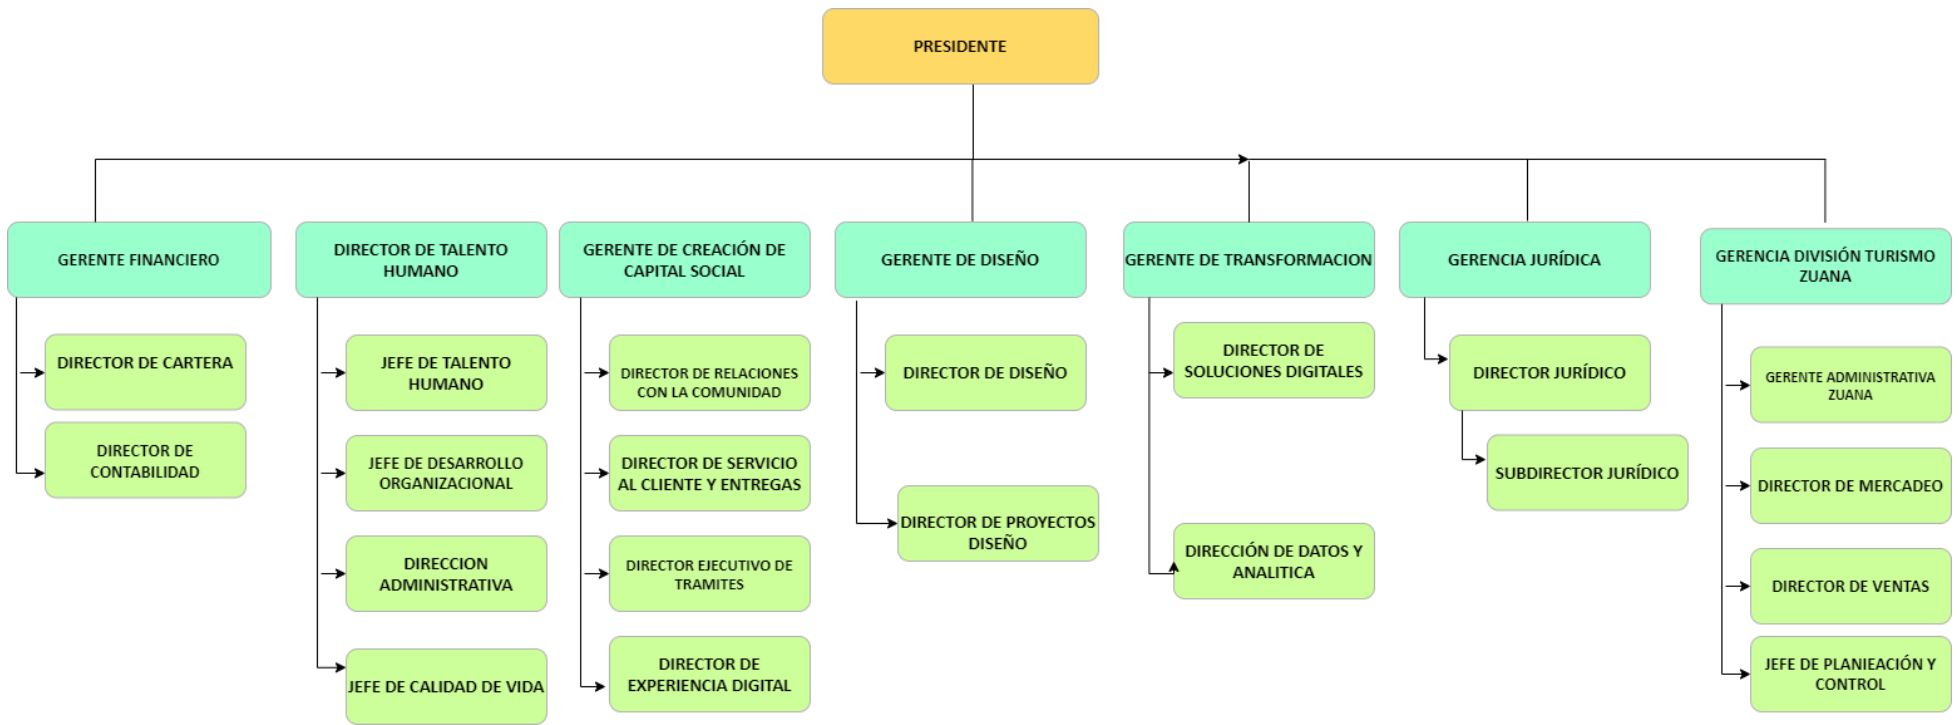 PRESIDENTE
GERENTE FINANCIERO
DIRECTOR DE CARTERA
DIRECTOR DE
CONTABILIDAD
DIRECTOR DE TALENTO
HUMANO
JEFE DE TALENTO
HUMANO
JEFE DE DESARROLLO
ORGANIZACIONAL
DIRECCION
ADMINISTRATIVA
JEFE DE CALIDAD DE VIDA
GERENTE DE CREACIÓN DE
CAPITAL SOCIAL
DIRECTOR DE RELACIONES
CON LA COMUNIDAD
DIRECTOR DE SERVICIO
AL CLIENTE Y ENTREGAS
DIRECTOR EJECUTIVO DE
TRAMITES
DIRECTOR DE
EXPERIENCIA DIGITAL
GERENTE DE DISEÑO
DIRECTOR DE DISEÑO
DIRECTOR DE PROYECTOS
DISEÑO
GERENTE DE TRANSFORMACION
DIRECTOR DE
SOLUCIONES DIGITALES
DIRECCIÓN DE DATOS Y
ANALITICA
GERENCIA JURÍDICA
DIRECTOR JURÍDICO
SUBDIRECTOR JURÍDICO
GERENCIA DIVISIÓN TURISMO
ZUANA
GERENTE ADMINISTRATIVA
ZUANA
DIRECTOR DE MERCADEO
DIRECTOR DE VENTAS
JEFE DE PLANIEACIÓN Y
CONTROL